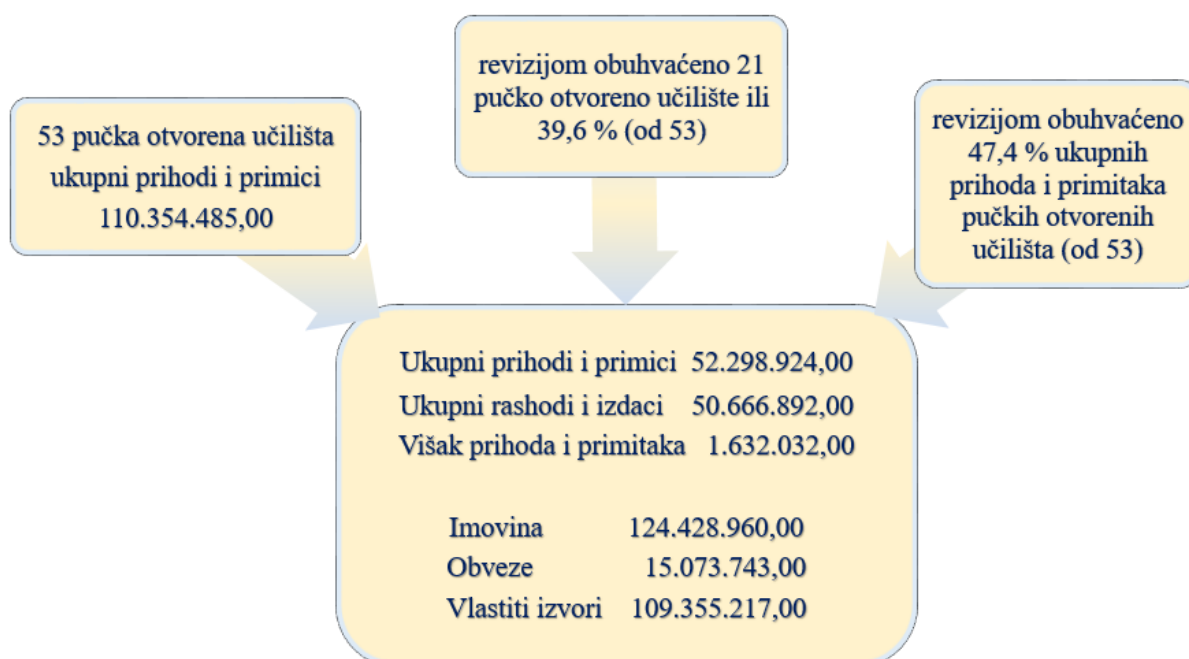 53 pučka otvorena učilišta
ukupni prihodi i primici
110.354.485,00
revizijom obuhvaćeno 21
pučko otvoreno učilište ili
39,6 % (od 53)
revizijom obuhvaćeno
47,4 % ukupnih
prihoda i primitaka
pučkih otvorenih
učilišta (od 53)
Ukupni prihodi i primici 52.298.924,00
Ukupni rashodi i izdaci 50.666.892,00
Višak prihoda i primitaka 1.632.032,00
Imovina 124.428.960,00
Obveze 15.073.743,00
Vlastiti izvori 109.355.217,00